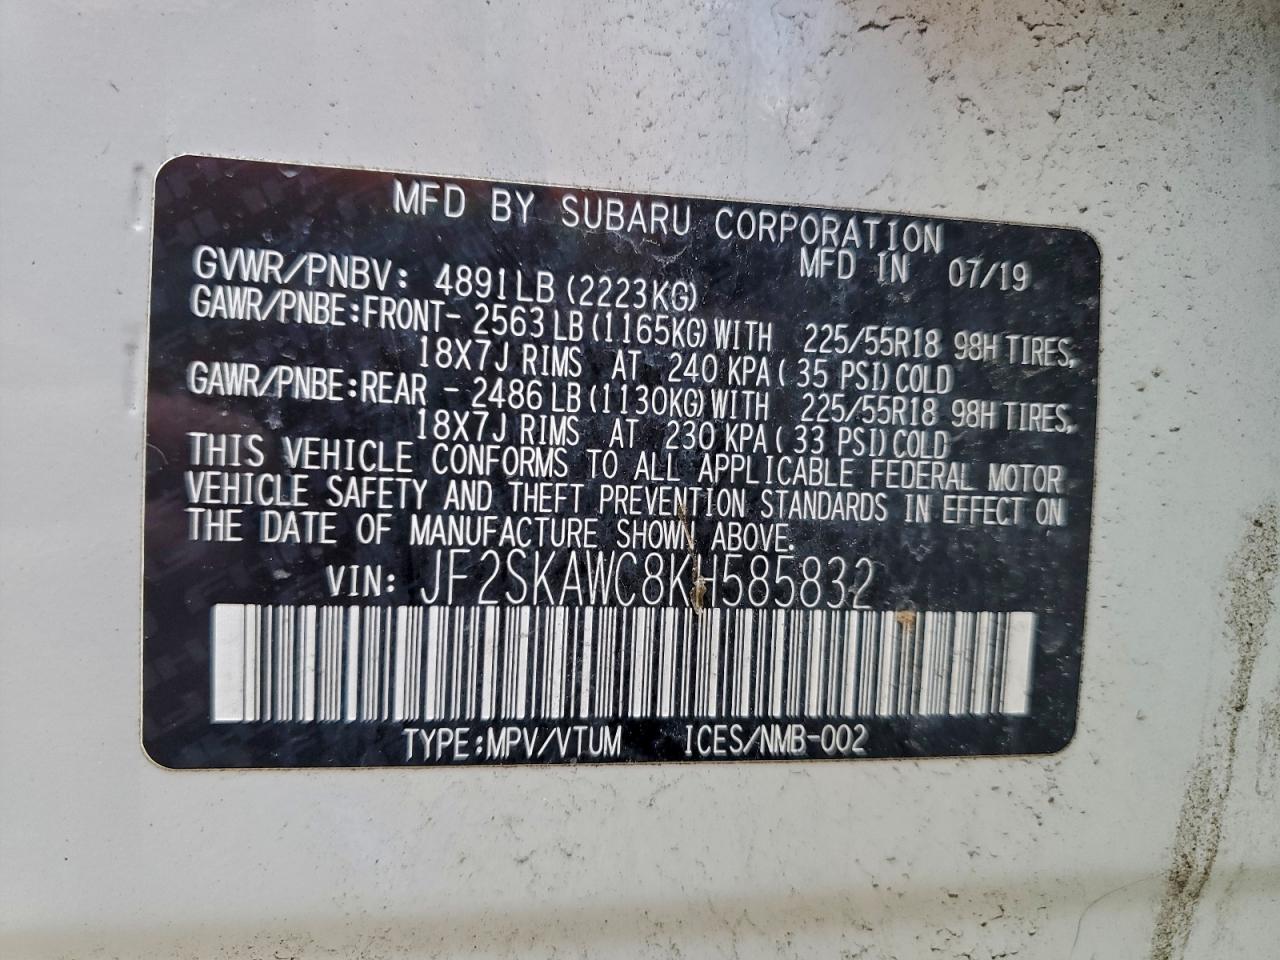 MFD BY SUBARU CORPORATION
MFD IN 07/19
GVWR/PNBV: 4891LB (2223KG)
GAWR/PNBE:FRONT- 2563 LB (1165KG) WITH 225/55R18 98H TIRES,
18X7J RIMS AT 240 KPA ( 35 PSI) COLD
GAWR/PNBE:REAR - 2486 LB (1130KG) WITH 225/55R18 98H TIRES,
18X7J RIMS AT 230 KPA ( 33 PSI) COLD
THIS VEHICLE CONFORMS TO ALL APPLICABLE FEDERAL MOTOR
VEHICLE SAFETY AND THEFT PREVENTION STANDARDS IN EFFECT ON
THE DATE OF MANUFACTURE SHOWN ABOVE.
VIN: JF2SKAWC8KH585832
TYPE:MPV/VTUM ICES/NMB-002